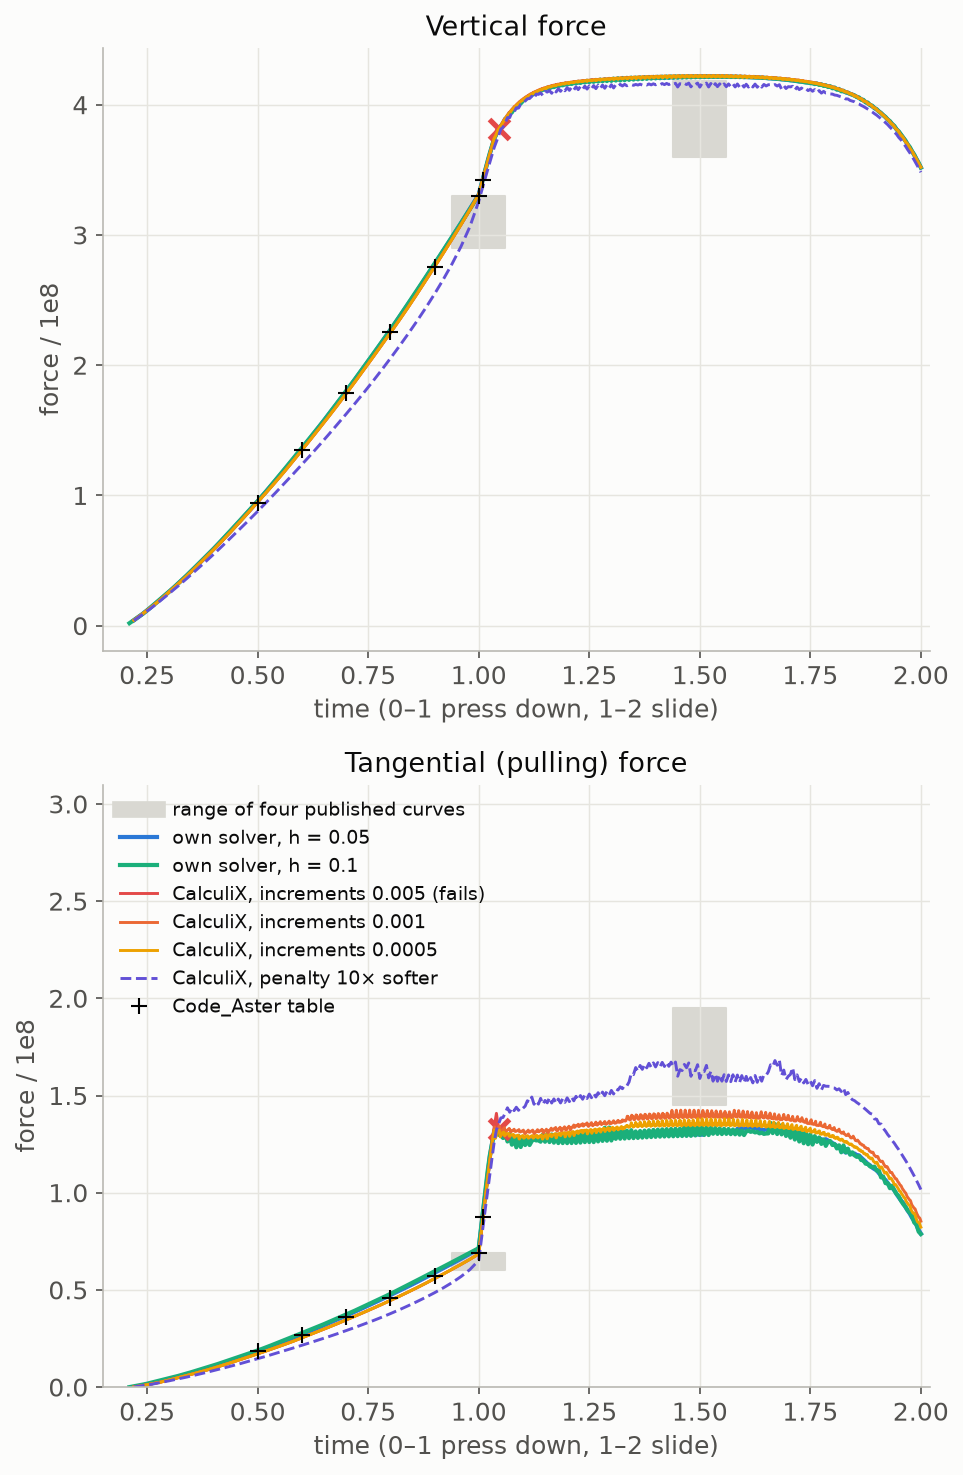 Vertical force
force / 1e8
4
3
2
1
0
0.25 0.50 0.75 1.00 1.25 1.50 1.75 2.00
time (0–1 press down, 1–2 slide)
Tangential (pulling) force
force / 1e8
3.0
2.5
2.0
1.5
1.0
0.5
0.0
range of four published curves
own solver, h = 0.05
own solver, h = 0.1
CalculiX, increments 0.005 (fails)
CalculiX, increments 0.001
CalculiX, increments 0.0005
CalculiX, penalty 10× softer
Code_Aster table
0.25 0.50 0.75 1.00 1.25 1.50 1.75 2.00
time (0–1 press down, 1–2 slide)